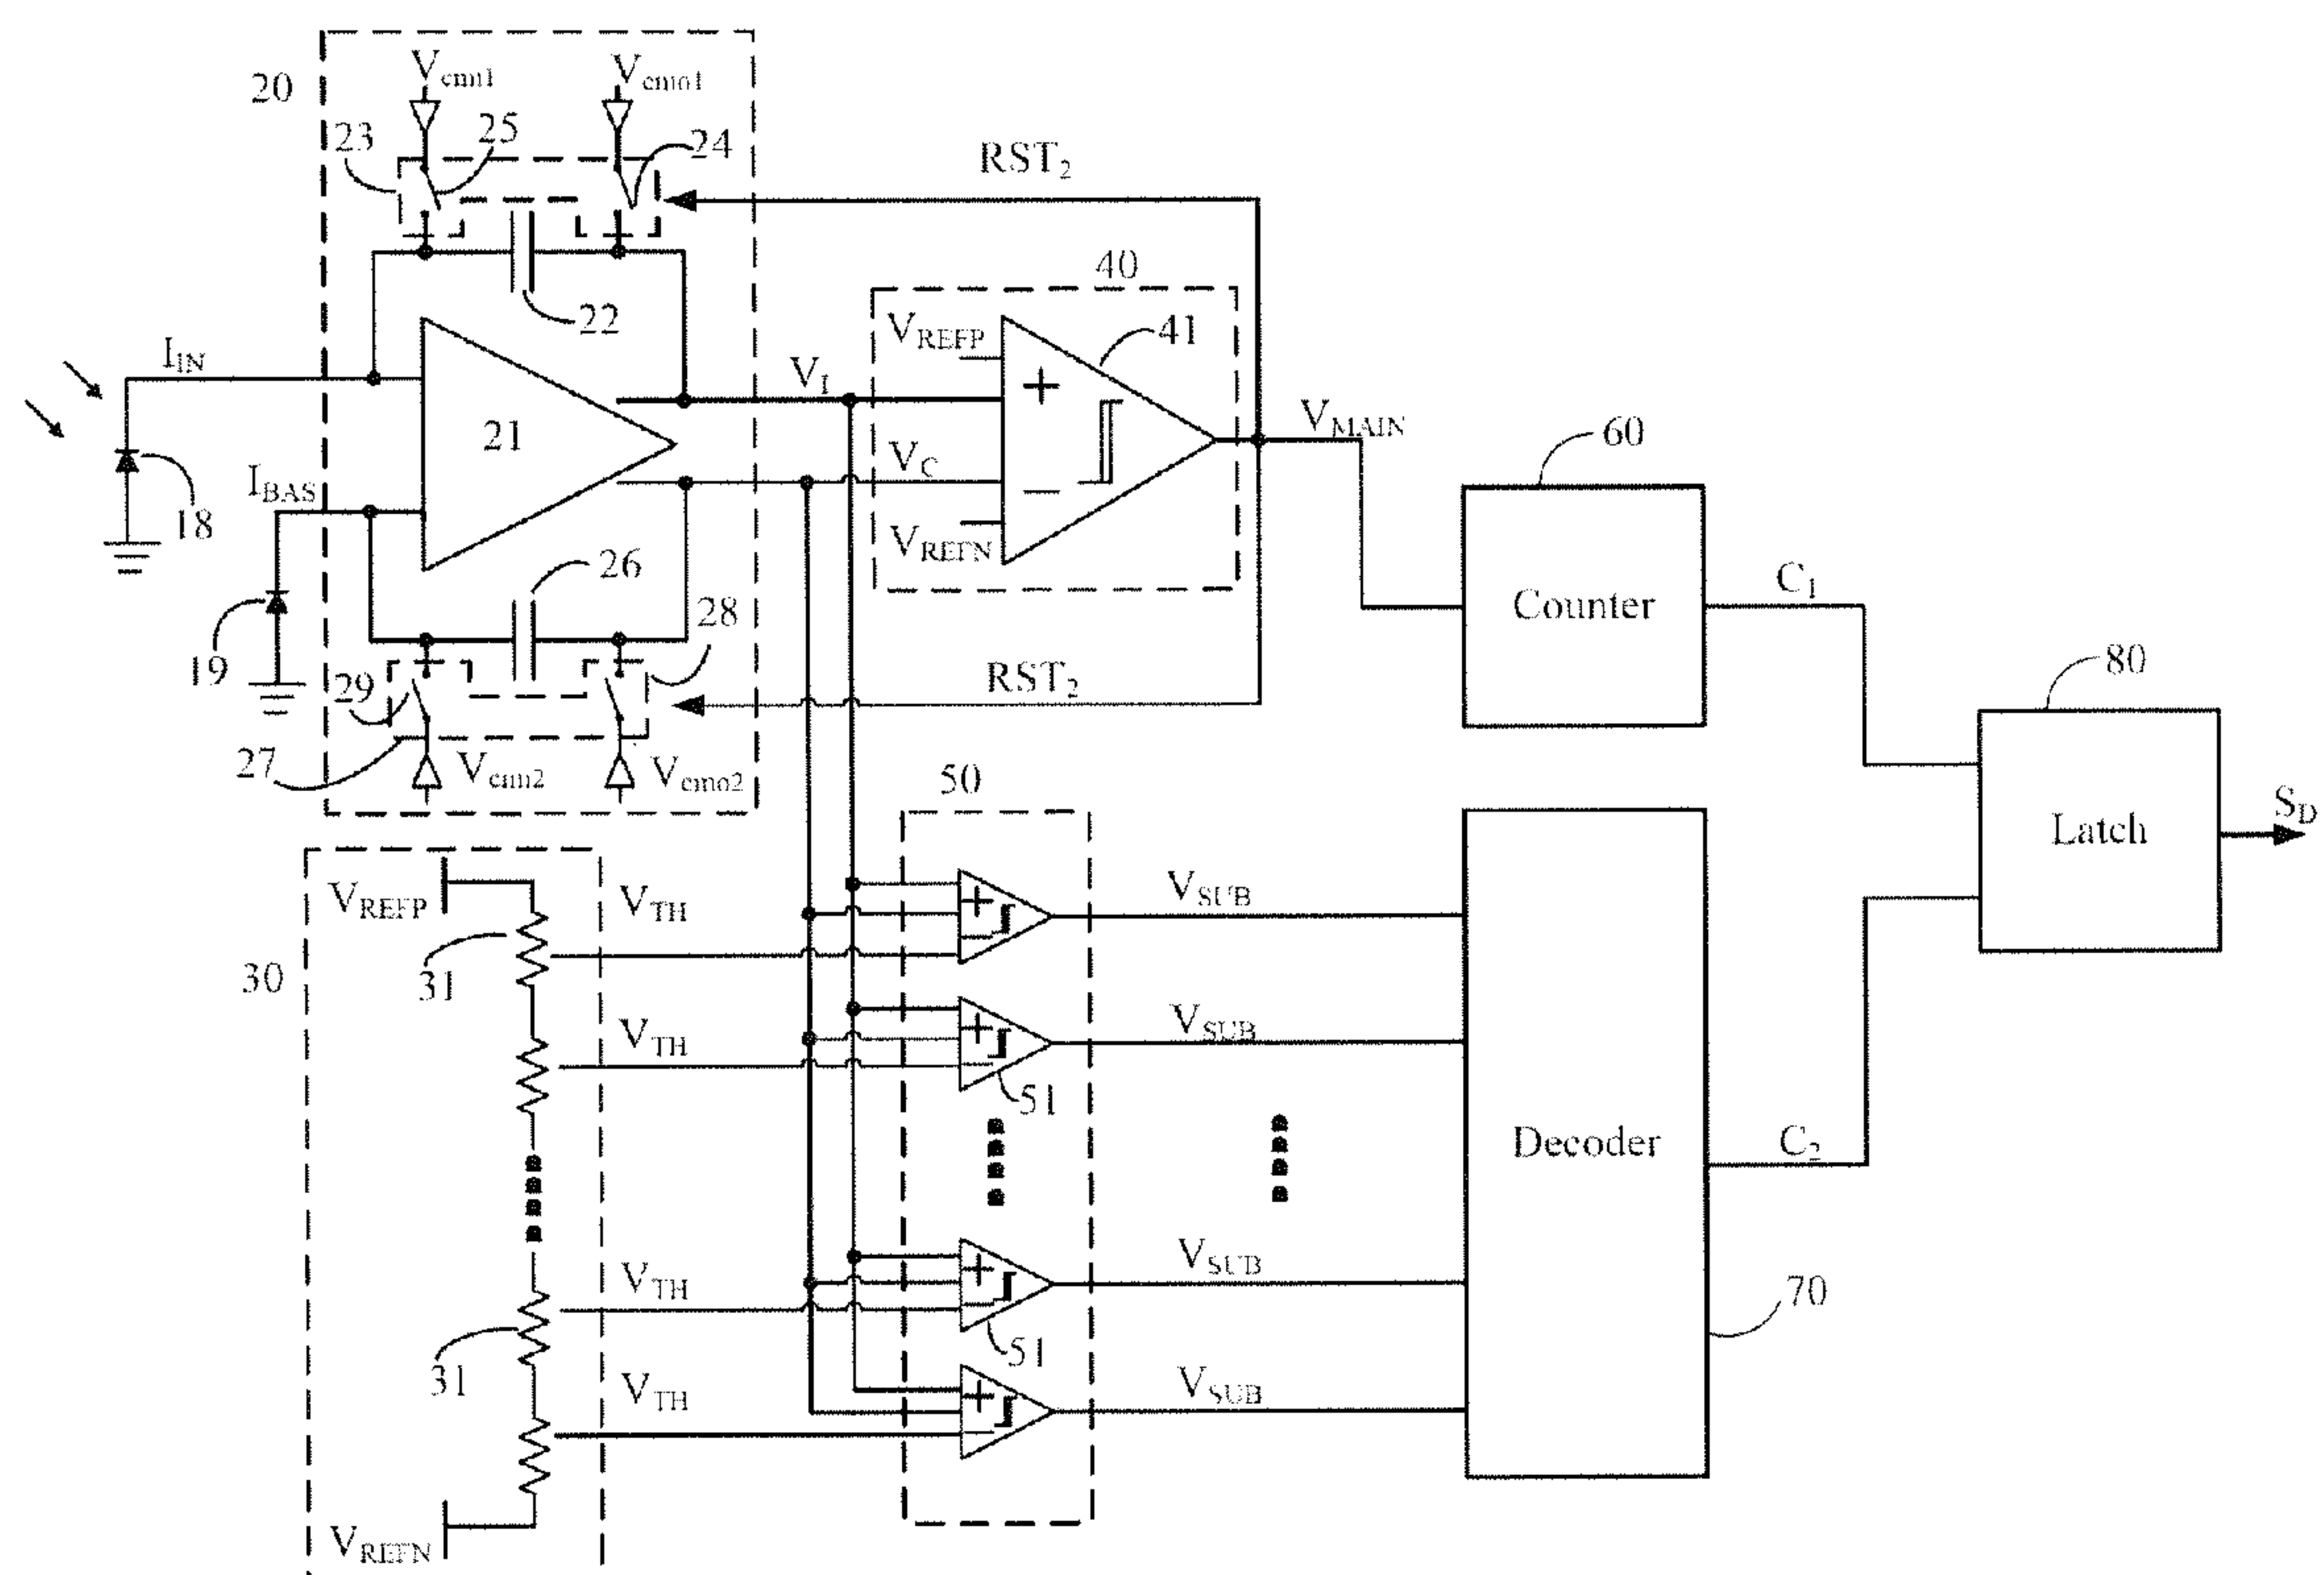 20
Vcmi1
Vcmo1
23
25
24
RST2
22
40
VREFP
41
IIN
VI
21
VC
VMAIN
60
IBAS
18
VREFN
26
Counter
C1
28
19
29
RST2
80
27
Vcmi2
Vcmo2
50
Latch
SD
VREFP
VTH
VSUB
30
31
VTH
VSUB
51
Decoder
C2
VTH
VSUB
70
31
51
VTH
VSUB
VREFN